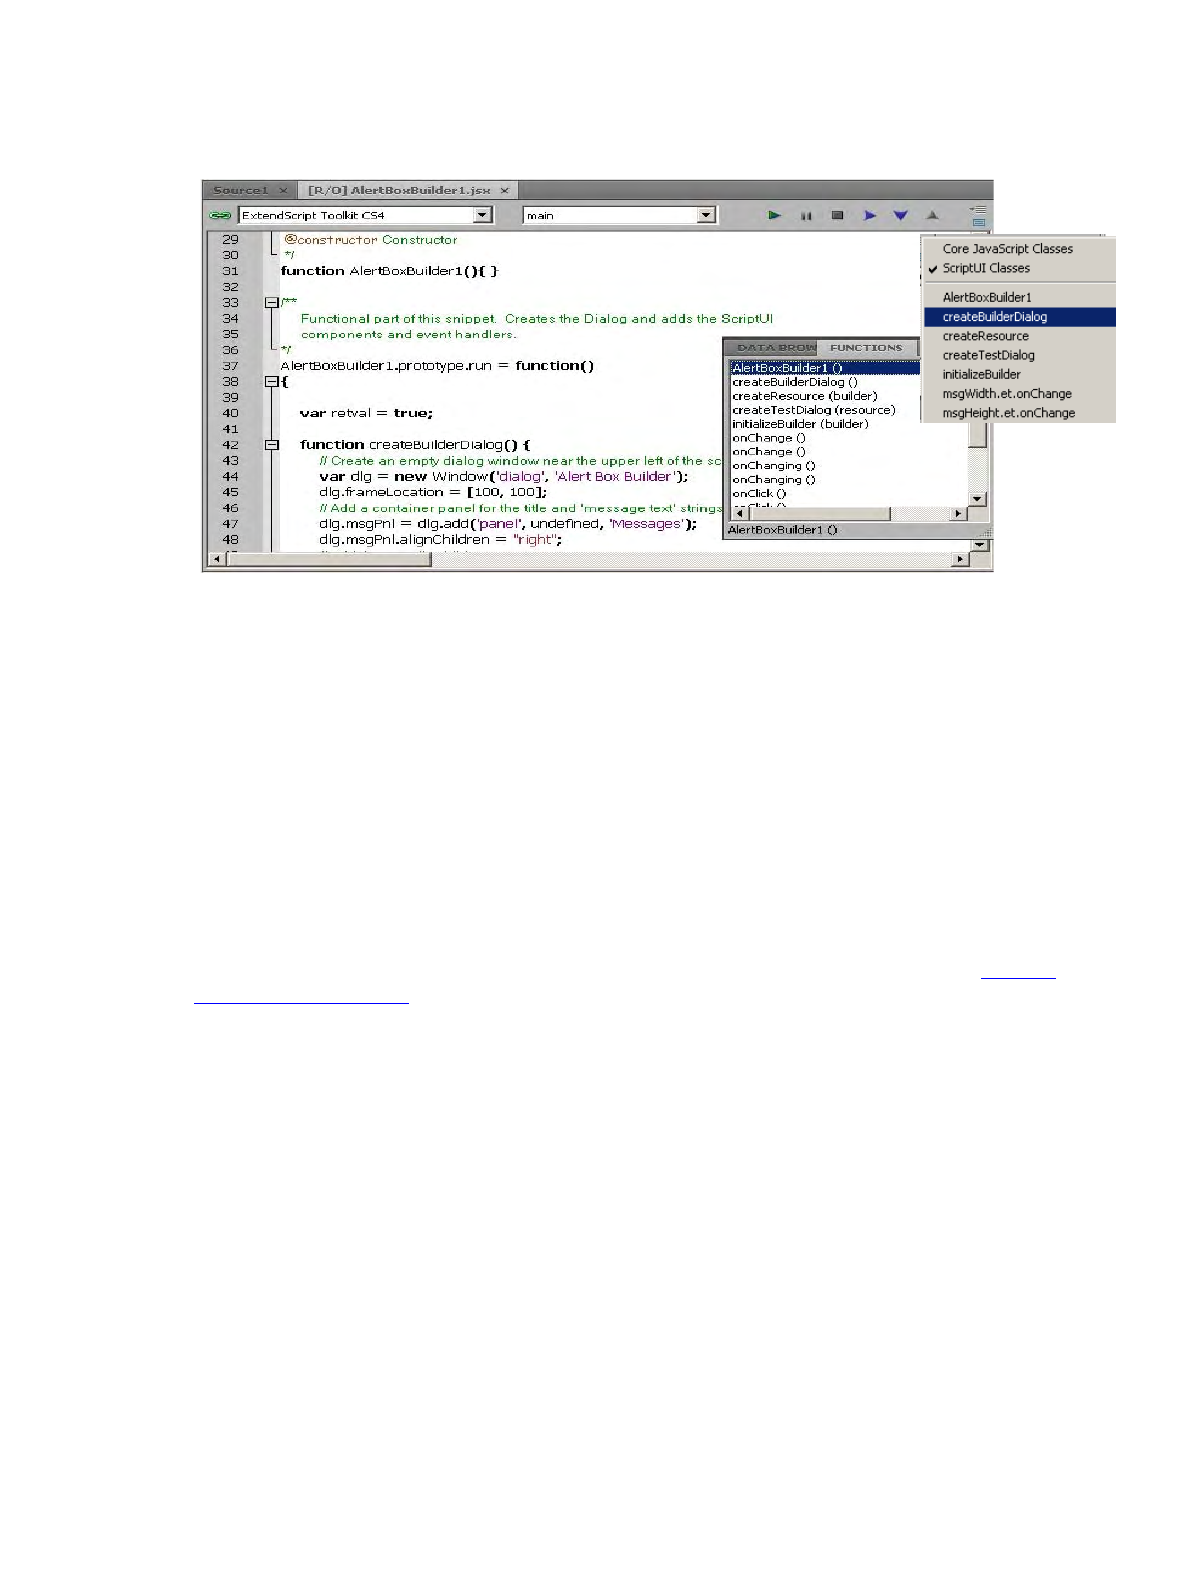 Source1 ×  [R/O] AlertBoxBuilder1.jsx ×
ExtendScript Toolkit CS4  main
29 @constructor Constructor
30 */
31 function AlertBoxBuilder1(){ }
32
33 /**
34 Functional part of this snippet. Creates the Dialog and adds the ScriptUI
35 components and event handlers.
36 */
37 AlertBoxBuilder1.prototype.run = function()
38 {
39
40 var retval = true;
41
42 function createBuilderDialog() {
43 // Create an empty dialog window near the upper left of the sc
44 var dlg = new Window('dialog', 'Alert Box Builder');
45 dlg.frameLocation = [100, 100];
46 // Add a container panel for the title and 'message text' strings
47 dlg.msgPnl = dlg.add('panel', undefined, 'Messages');
48 dlg.msgPnl.alignChildren = "right";
DATA BROW  FUNCTIONS
AlertBoxBuilder1 ()
createBuilderDialog ()
createResource (builder)
createTestDialog (resource)
initializeBuilder (builder)
onChange ()
onChange ()
onChanging ()
onChanging ()
onClick ()
AlertBoxBuilder1 ()
Core JavaScript Classes
ScriptUI Classes
AlertBoxBuilder1
createBuilderDialog
createResource
createTestDialog
initializeBuilder
msgWidth.et.onChange
msgHeight.et.onChange